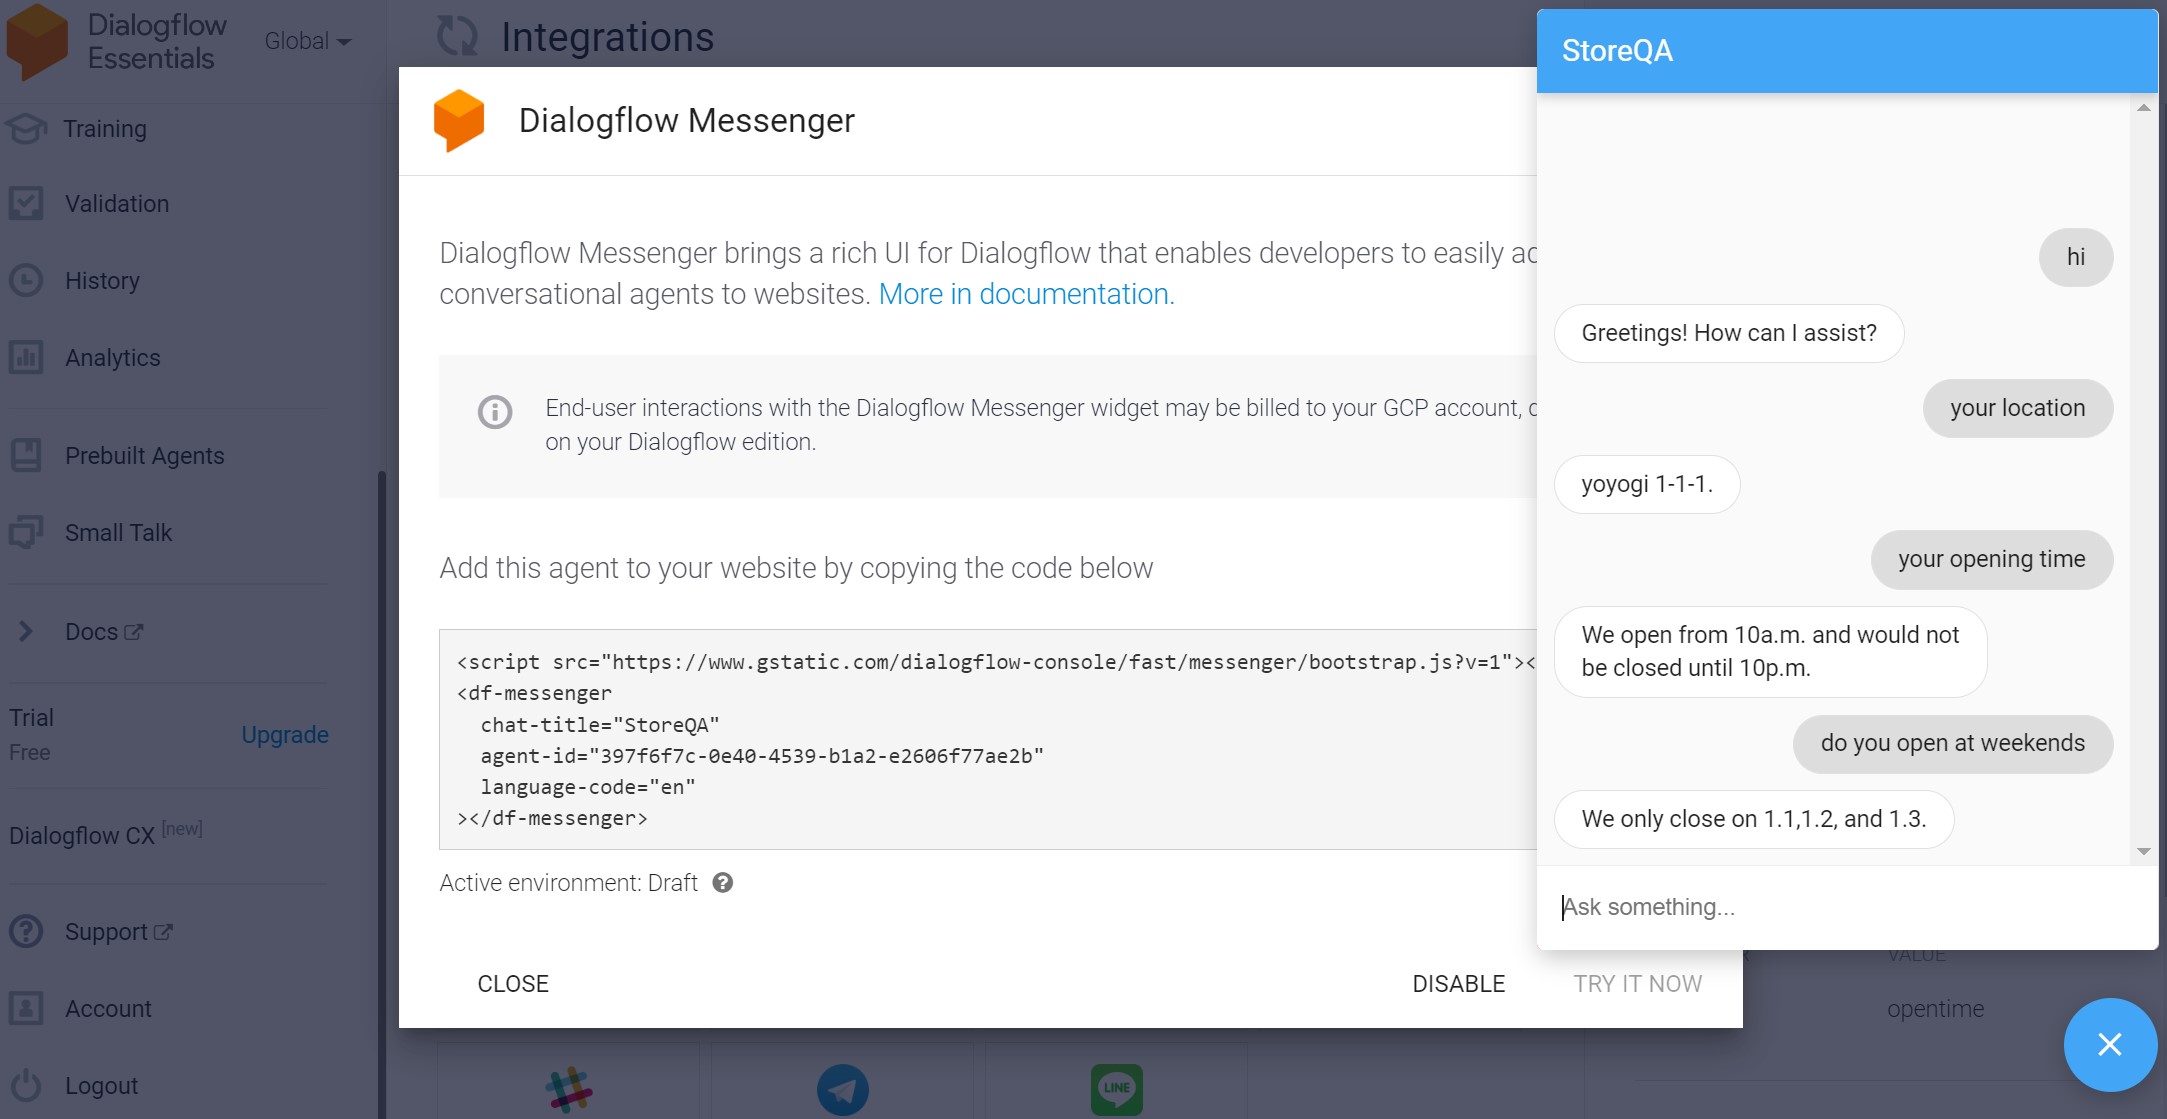 Dialogflow
Essentials
Global
Training
Validation
History
Analytics
Prebuilt Agents
Small Talk
Docs
Trial
Free
Upgrade
Dialogflow CX [new]
Support
Account
Logout
Integrations
Dialogflow Messenger
Dialogflow Messenger brings a rich UI for Dialogflow that enables developers to easily
conversational agents to websites. More in documentation.
End-user interactions with the Dialogflow Messenger widget may be billed to your GCP account,
on your Dialogflow edition.
Add this agent to your website by copying the code below
<script src="https://www.gstatic.com/dialogflow-console/fast/messenger/bootstrap.js?v=1"><
<df-messenger
chat-title="StoreQA"
agent-id="397f6f7c-0e40-4539-b1a2-e2606f77ae2b"
language-code="en"
></df-messenger>
Active environment: Draft
CLOSE
DISABLE
TRY IT NOW
LINE
StoreQA
hi
Greetings! How can I assist?
your location
yoyogi 1-1-1.
your opening time
We open from 10a.m. and would not
be closed until 10p.m.
do you open at weekends
We only close on 1.1,1.2, and 1.3.
Ask something...
VALUE
opentime